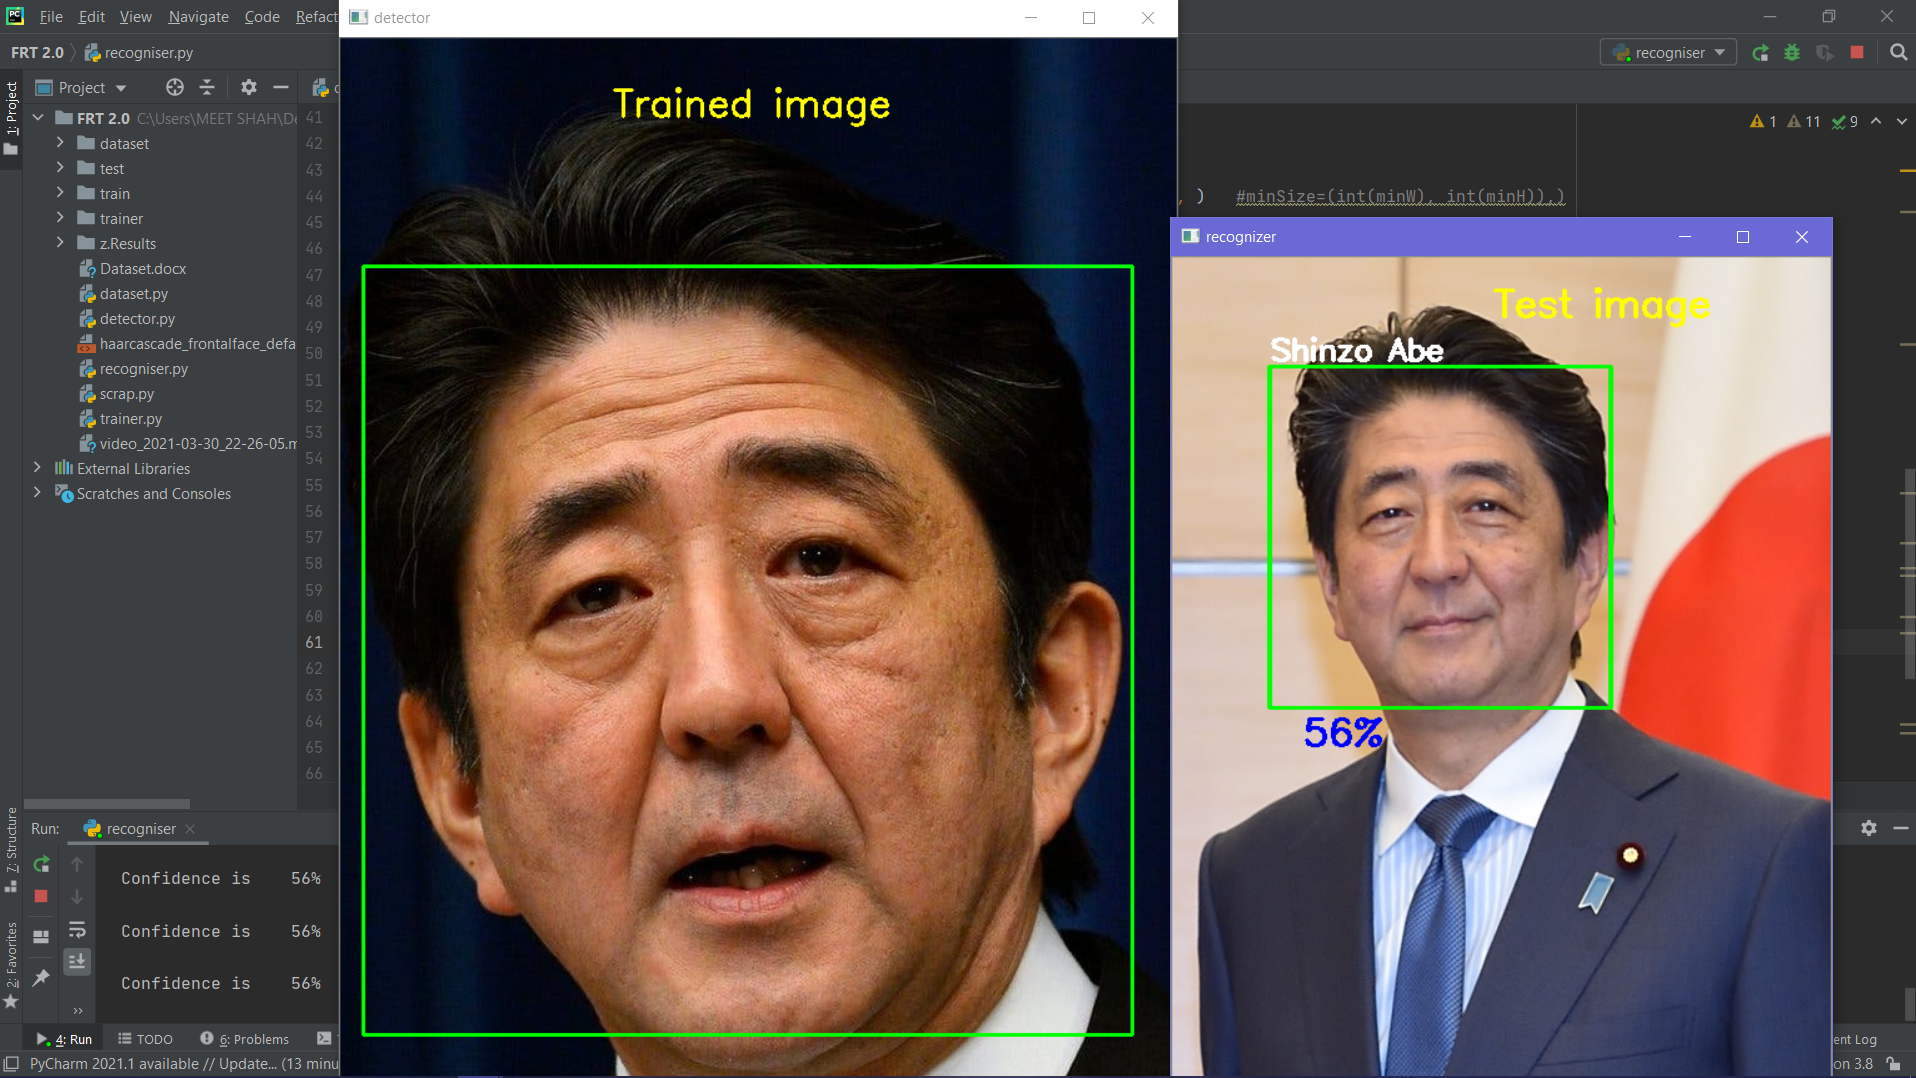 File Edit View Navigate Code Refact
detector
FRT 2.0 recogniser.py
recogniser
1: Project
Project
FRT 2.0 C:\Users\MEET SHAH\De
dataset
test
train
trainer
z.Results
Dataset.docx
dataset.py
detector.py
haarcascade_frontalface_defa
recogniser.py
scrap.py
trainer.py
video_2021-03-30_22-26-05.m
External Libraries
Scratches and Consoles
41
42
43
44
45
46
47
48
49
50
51
52
53
54
55
56
57
58
59
60
61
62
63
64
65
66
Trained image
1 11 9
, ) #minSize=(int(minW), int(minH)),)
recognizer
Test image
Shinzo Abe
56%
7: Structure
2: Favorites
Run: recogniser
Confidence is 56%
Confidence is 56%
Confidence is 56%
4: Run TODO 6: Problems
ent Log
PyCharm 2021.1 available // Update... (13 minu
on 3.8